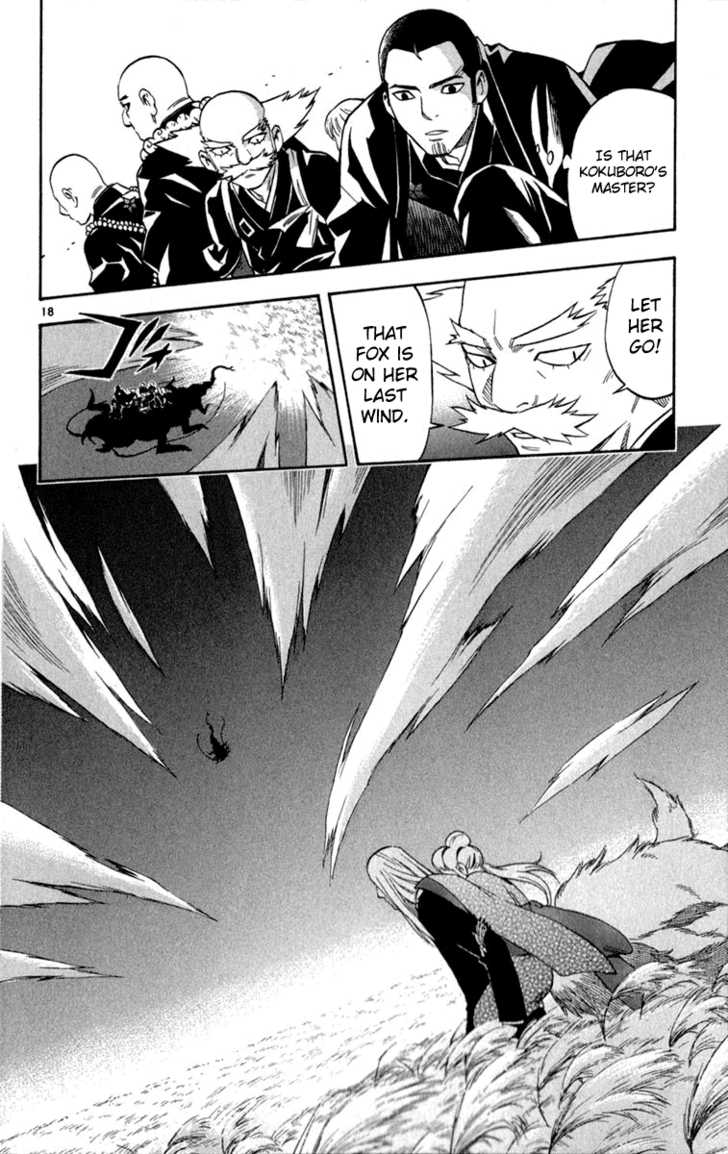 IS THAT
KOKUBORO'S
MASTER?
18
LET
HER
GO!
THAT
FOX IS
ON HER
LAST
WIND.